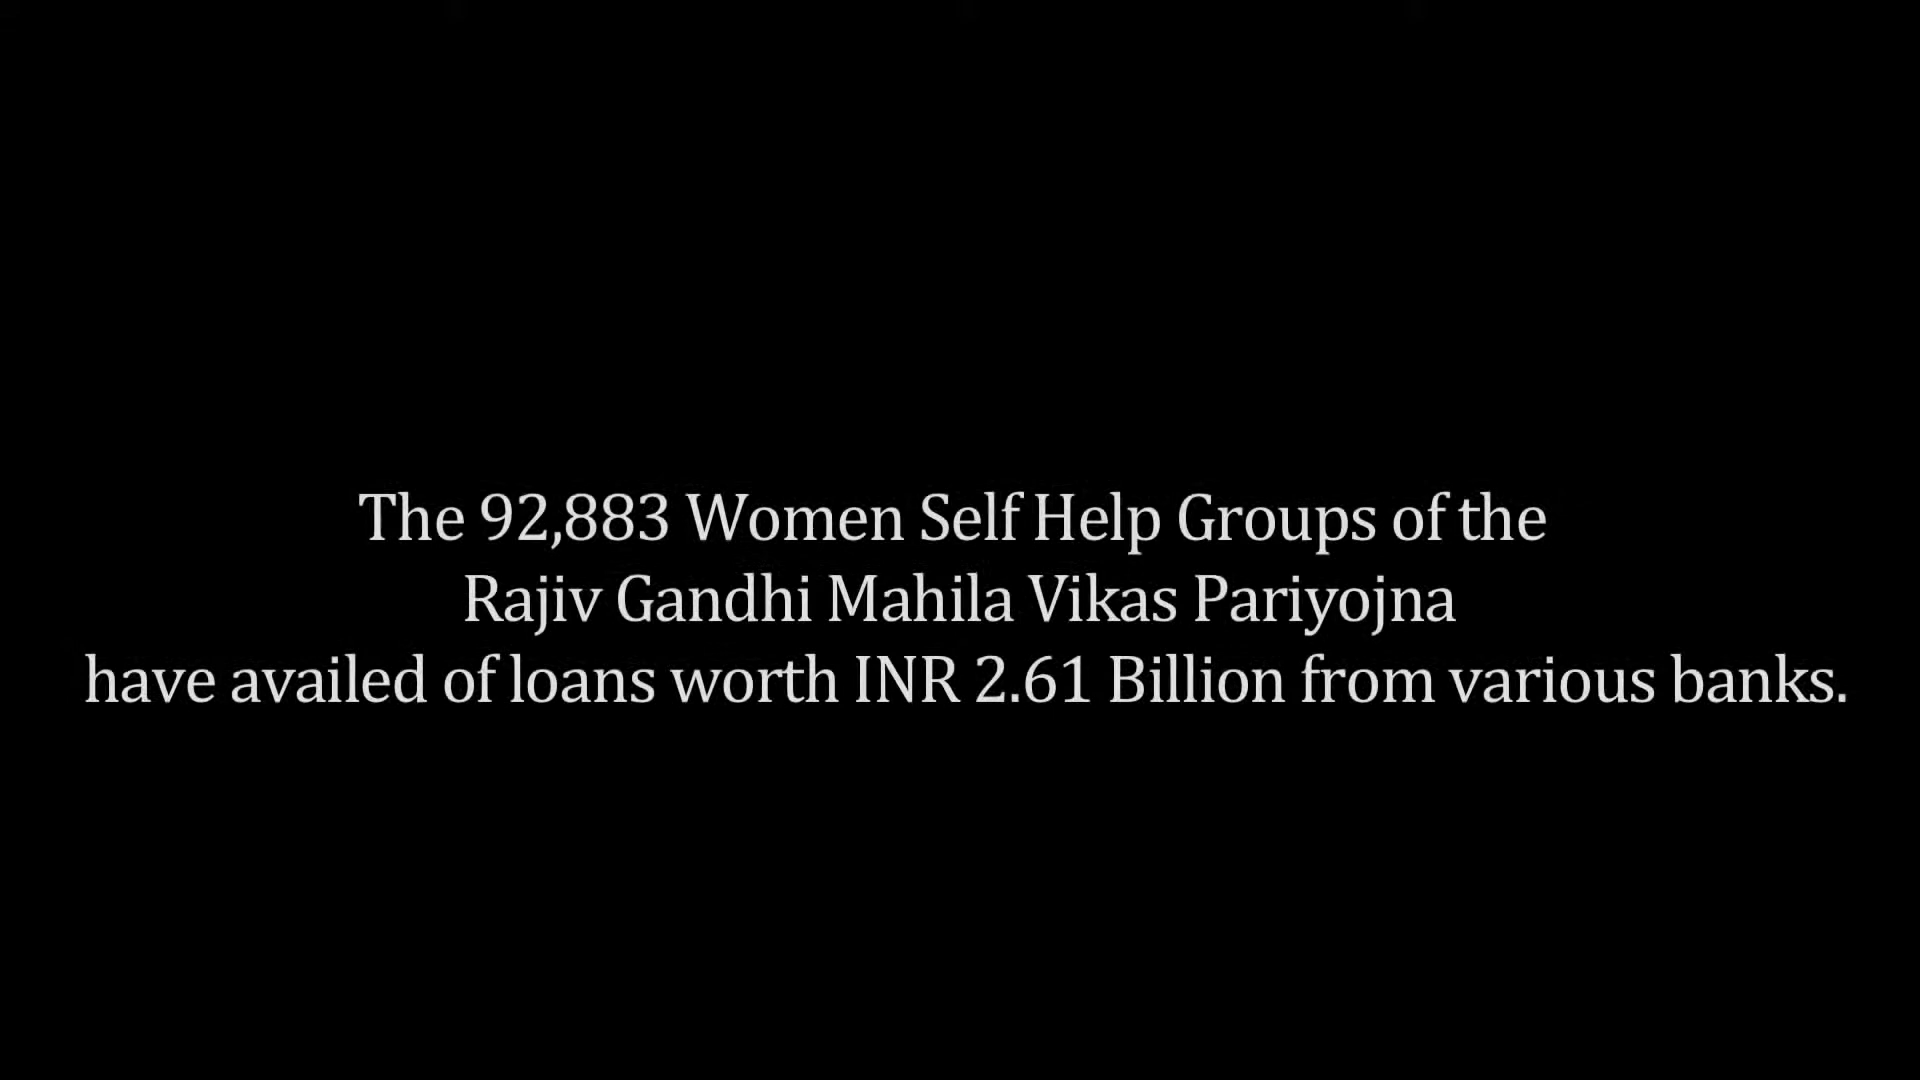 The 92,883 Women Self Help Groups of the
Rajiv Gandhi Mahila Vikas Pariyojna
have availed of loans worth INR 2.61 Billion from various banks.